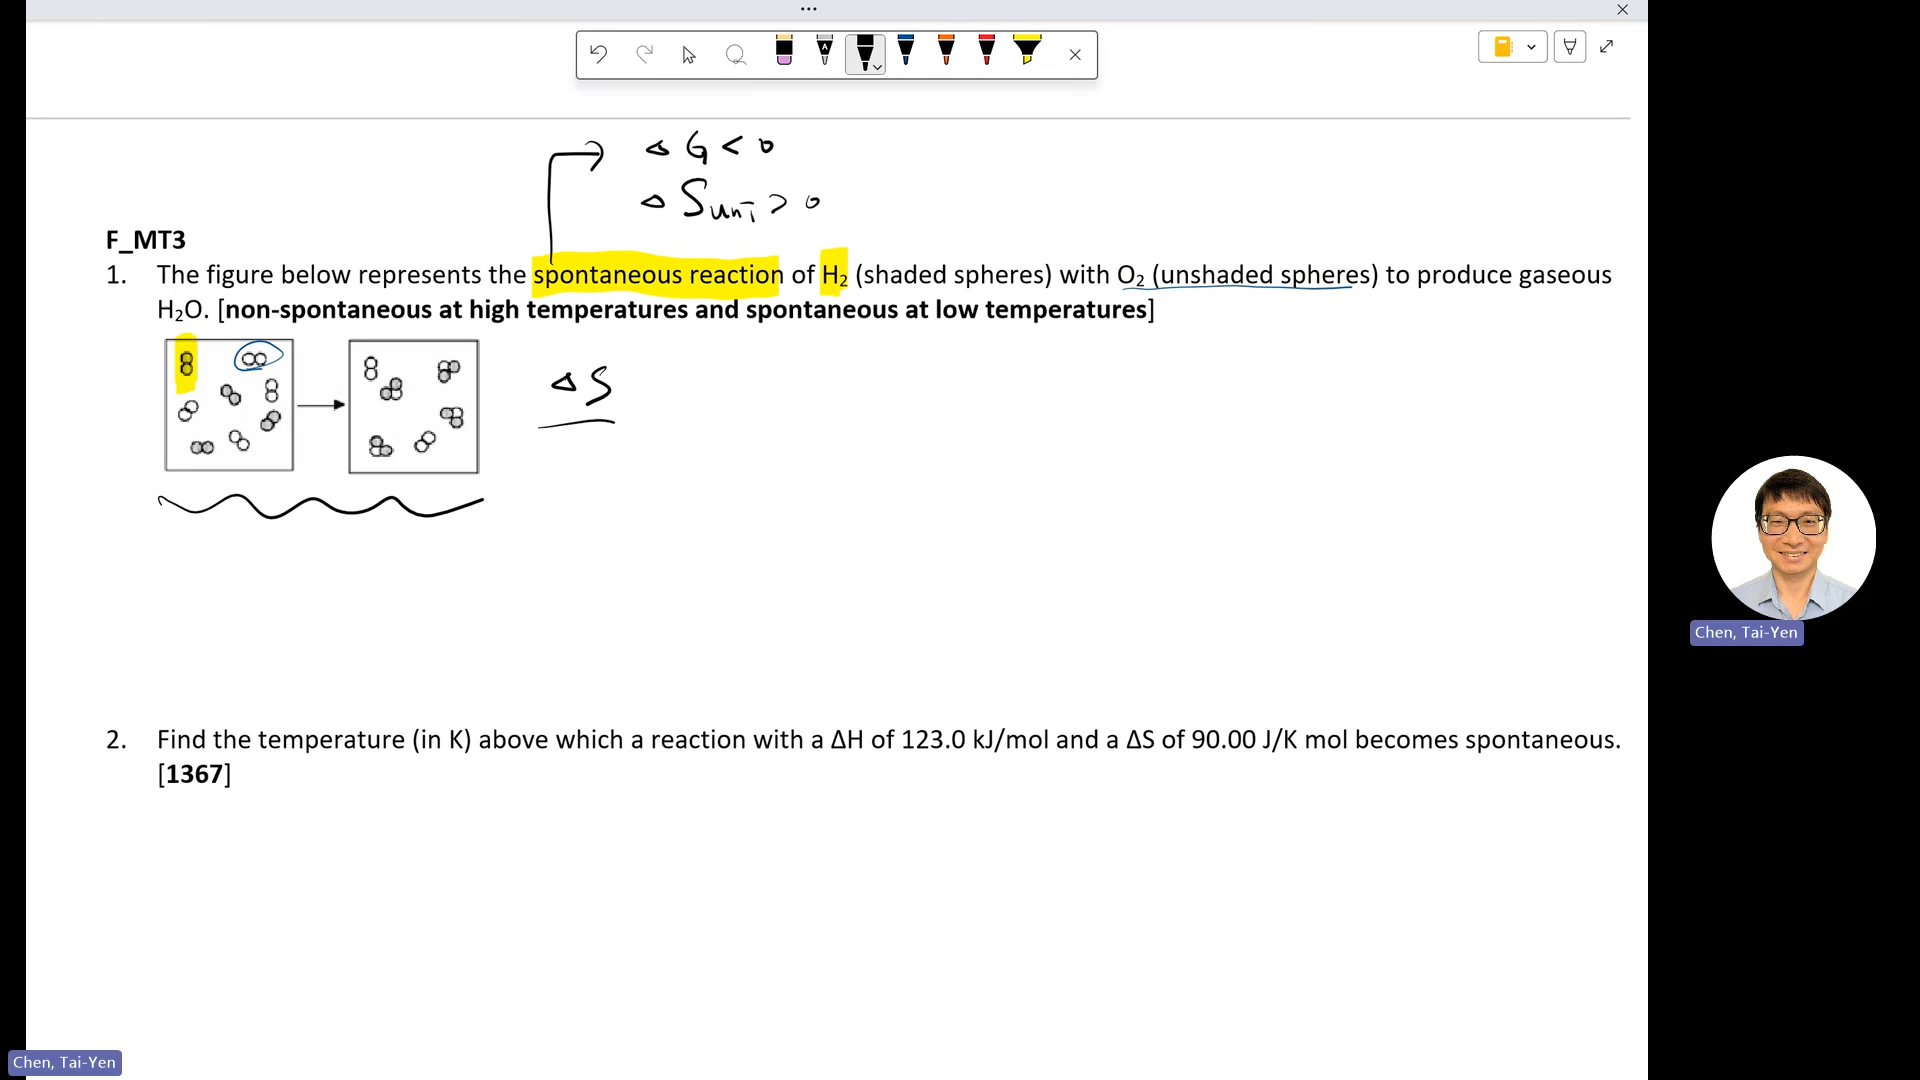 ΔG < 0
ΔSuni > 0
F_MT3
1. The figure below represents the spontaneous reaction of H₂ (shaded spheres) with O₂ (unshaded spheres) to produce gaseous
H₂O. [non-spontaneous at high temperatures and spontaneous at low temperatures]
ΔS
2. Find the temperature (in K) above which a reaction with a ΔH of 123.0 kJ/mol and a ΔS of 90.00 J/K mol becomes spontaneous.
[1367]
Chen, Tai-Yen
Chen, Tai-Yen